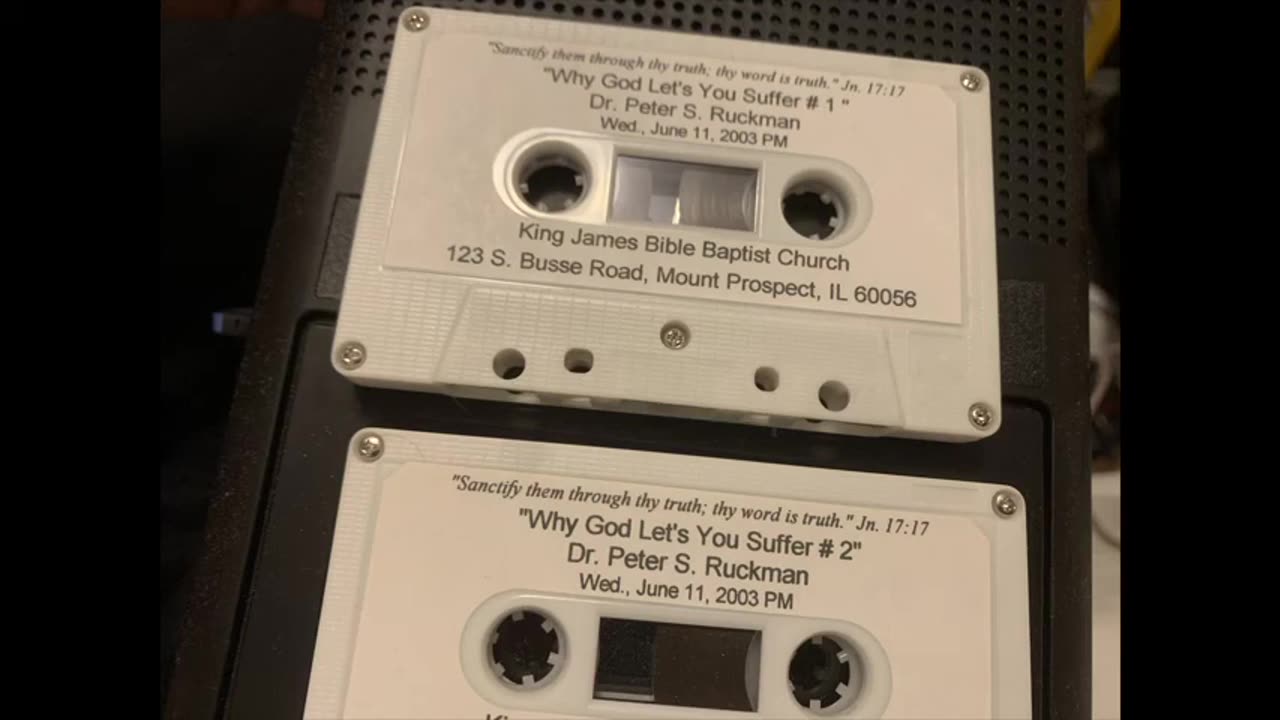 "Sanctify them through thy truth; thy word is truth." Jn. 17:17
"Why God Let's You Suffer # 1 "
Dr. Peter S. Ruckman
Wed., June 11, 2003 PM
King James Bible Baptist Church
123 S. Busse Road, Mount Prospect, IL 60056
"Sanctify them through thy truth; thy word is truth." Jn. 17:17
"Why God Let's You Suffer # 2"
Dr. Peter S. Ruckman
Wed., June 11, 2003 PM